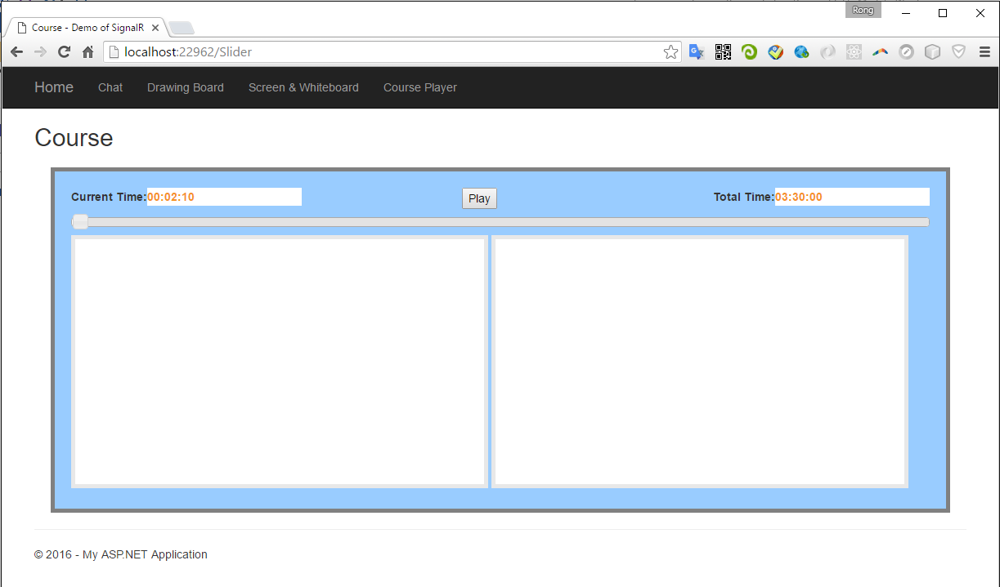 Rong
Course - Demo of SignalR
localhost:22962/Slider
Home Chat Drawing Board Screen & Whiteboard Course Player
Course
Current Time:00:02:10 Play Total Time:03:30:00
© 2016 - My ASP.NET Application